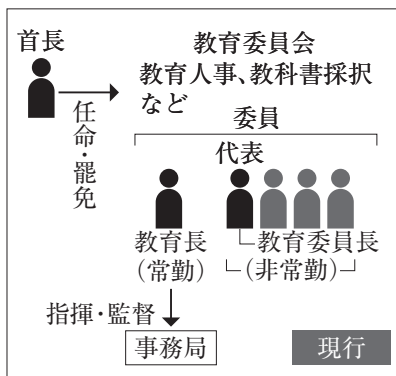 首長
教育委員会
教育人事、教科書採択
など
任命・罷免
委員
代表
教育長
(常勤)
教育委員長
(非常勤)
指揮・監督
事務局
現行